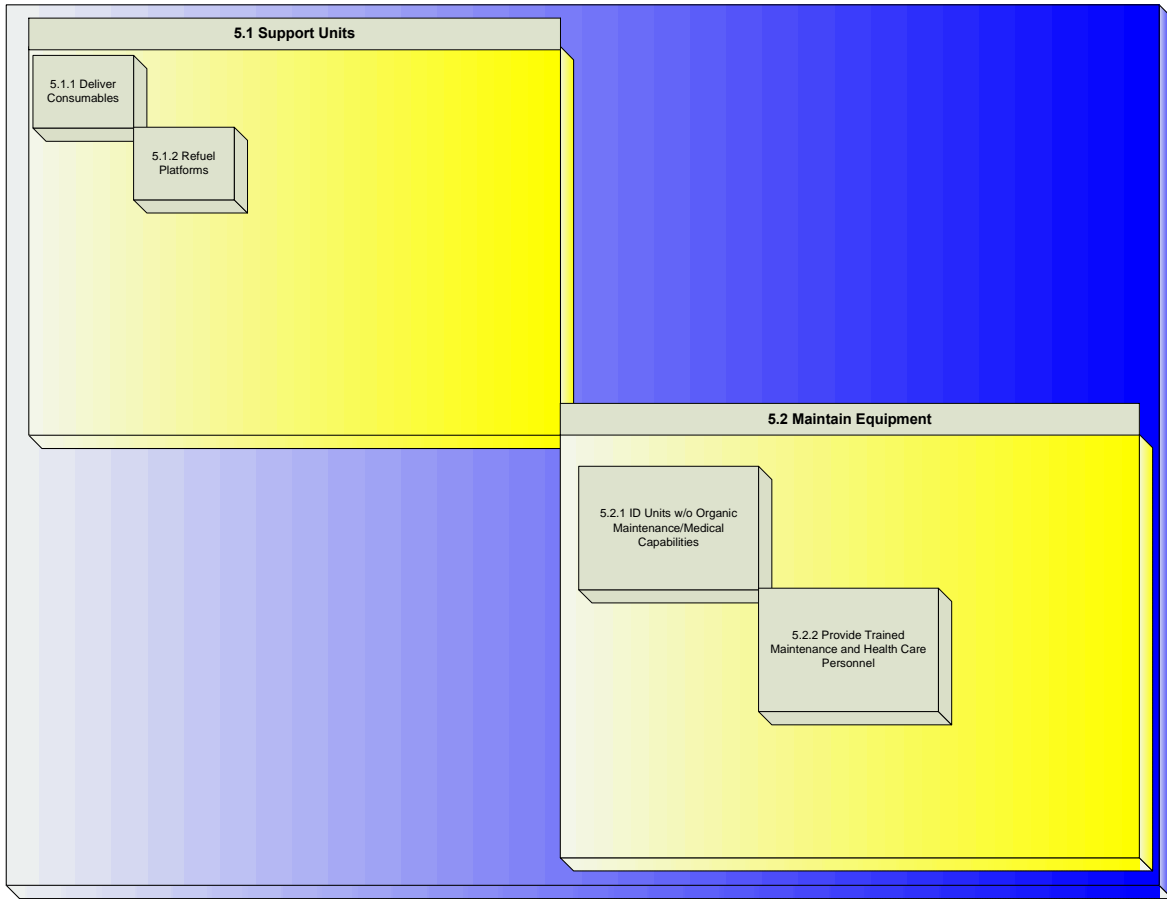 5.1 Support Units
5.1.1 Deliver
Consumables
5.1.2 Refuel
Platforms
5.2 Maintain Equipment
5.2.1 ID Units w/o Organic
Maintenance/Medical
Capabilities
5.2.2 Provide Trained
Maintenance and Health Care
Personnel